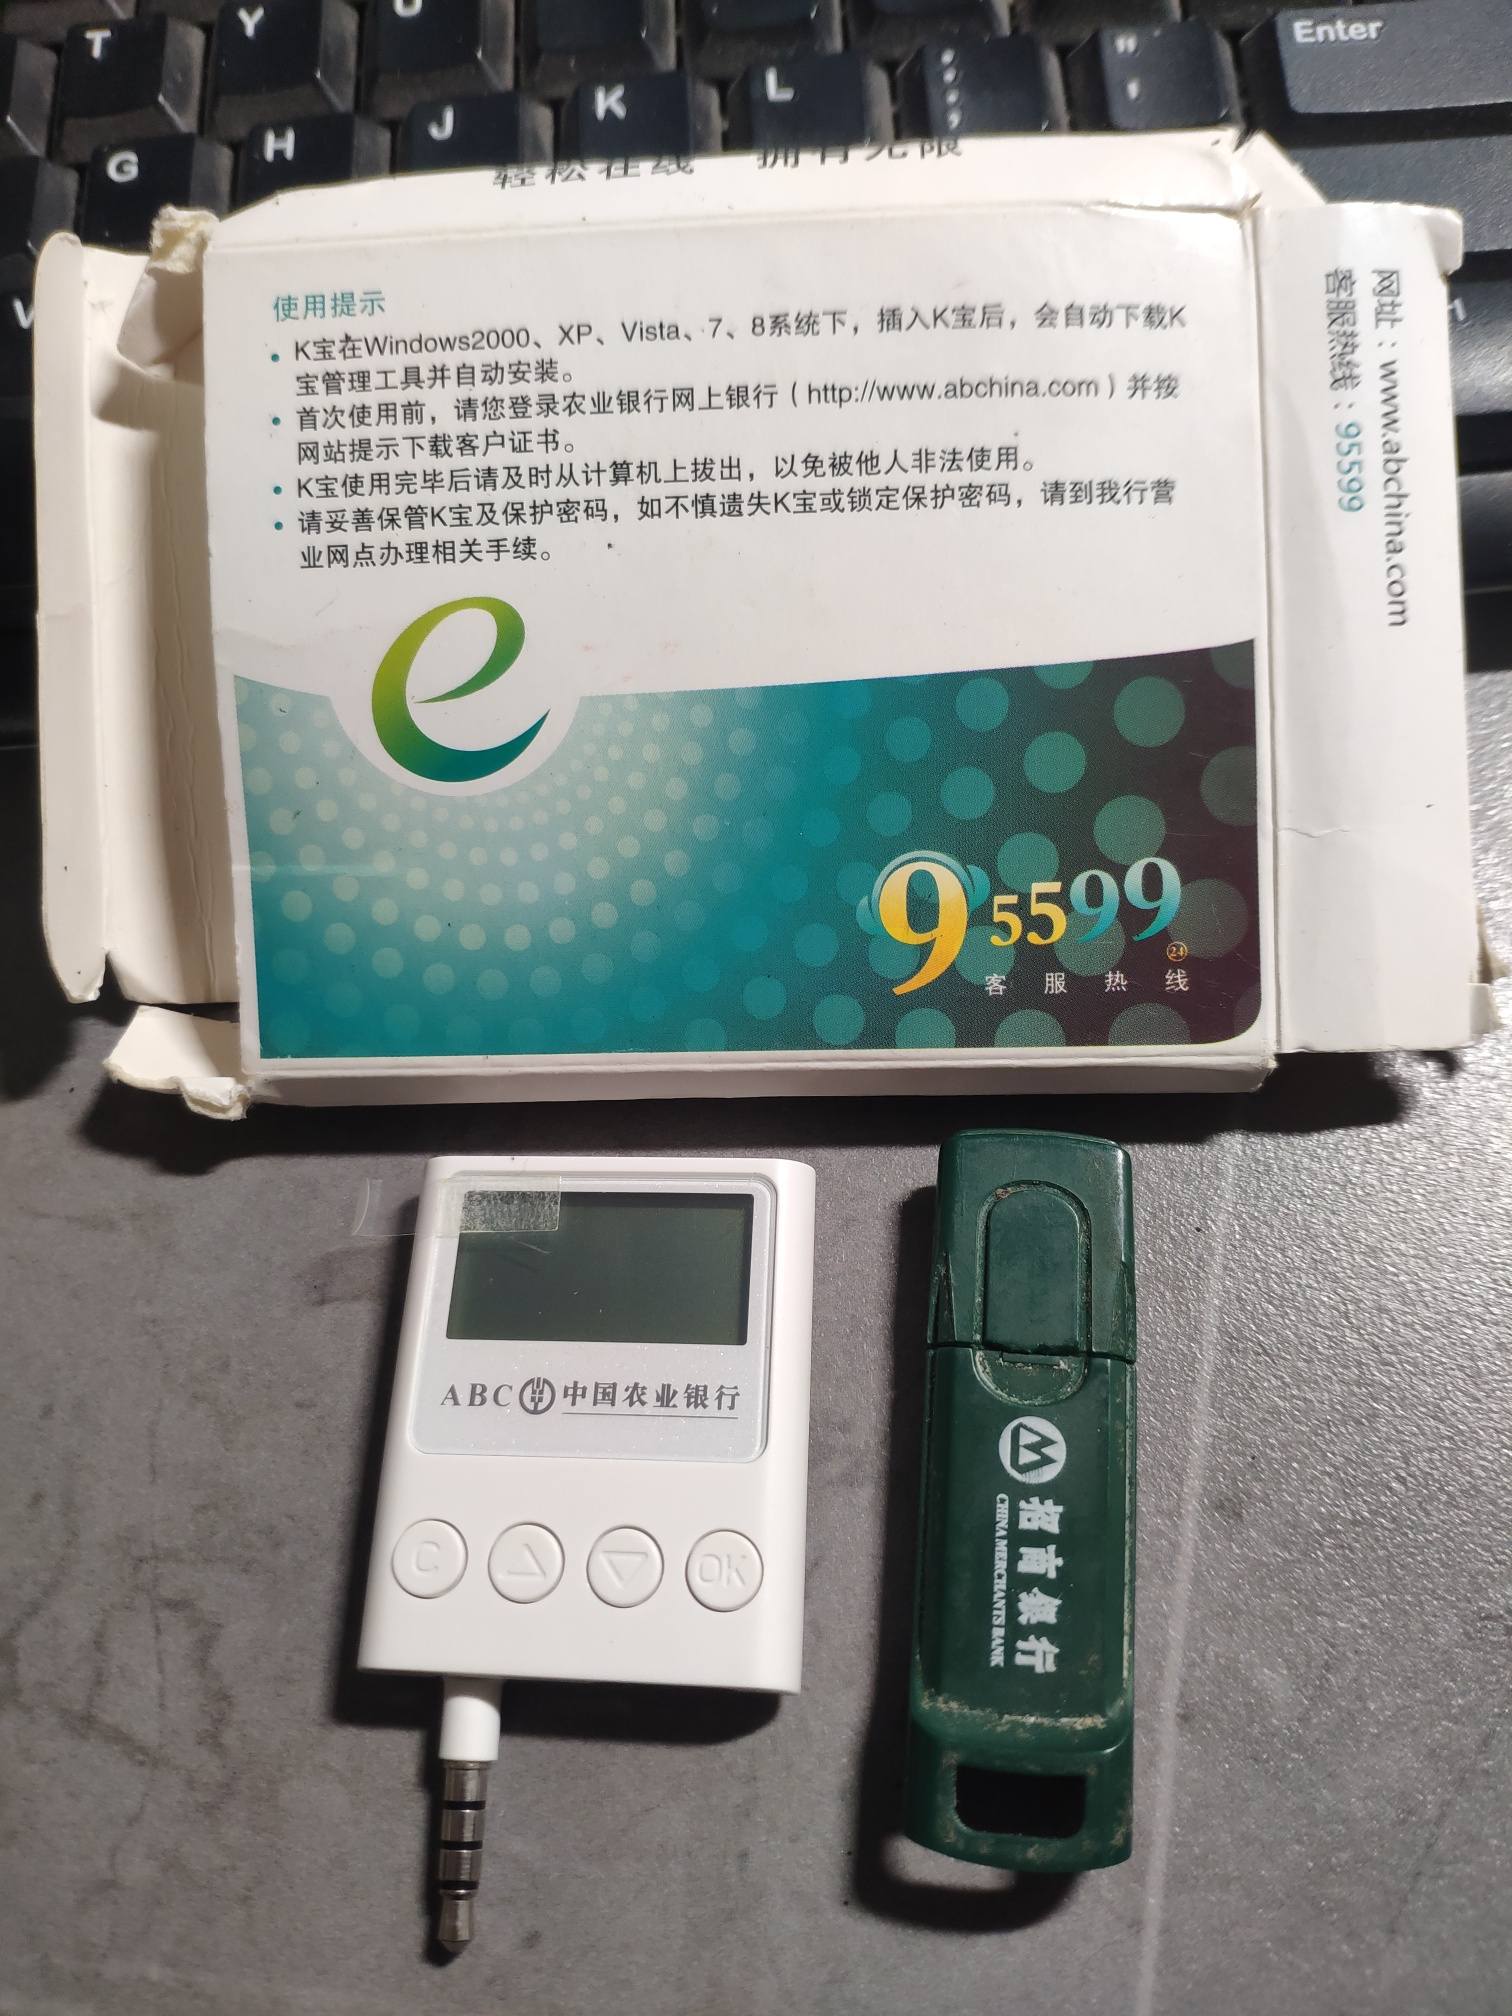 T
Y
U
Enter
G
H
J
K
L
轻松在线 拥有无限
使用提示
• K宝在Windows2000、XP、Vista、7、8系统下，插入K宝后，会自动下载K
宝管理工具并自动安装。
• 首次使用前，请您登录农业银行网上银行（http://www.abchina.com）并按
网站提示下载客户证书。
• K宝使用完毕后请及时从计算机上拔出，以免被他人非法使用。
• 请妥善保管K宝及保护密码，如不慎遗失K宝或锁定保护密码，请到我行营
业网点办理相关手续。
网址：www.abchina.com
客服热线：95599
e
95599
24
客服热线
ABC 中国农业银行
C
OK
招商银行
CHINA MERCHANTS BANK